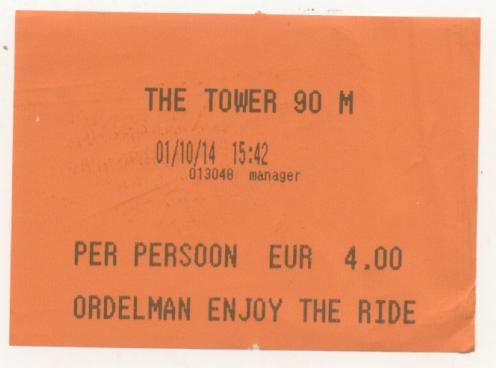 THE TOWER 90 M
01/10/14 15:42
013048 manager
PER PERSOON EUR 4.00
ORDELMAN ENJOY THE RIDE